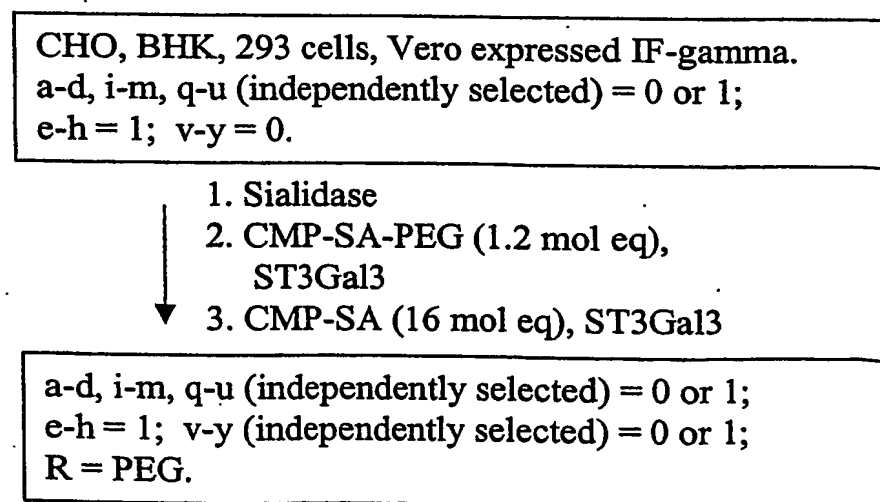 CHO, BHK, 293 cells, Vero expressed IF-gamma.
a-d, i-m, q-u (independently selected) = 0 or 1;
e-h = 1; v-y = 0.
1. Sialidase
2. CMP-SA-PEG (1.2 mol eq),
ST3Gal3
3. CMP-SA (16 mol eq), ST3Gal3
a-d, i-m, q-u (independently selected) = 0 or 1;
e-h = 1; v-y (independently selected) = 0 or 1;
R = PEG.